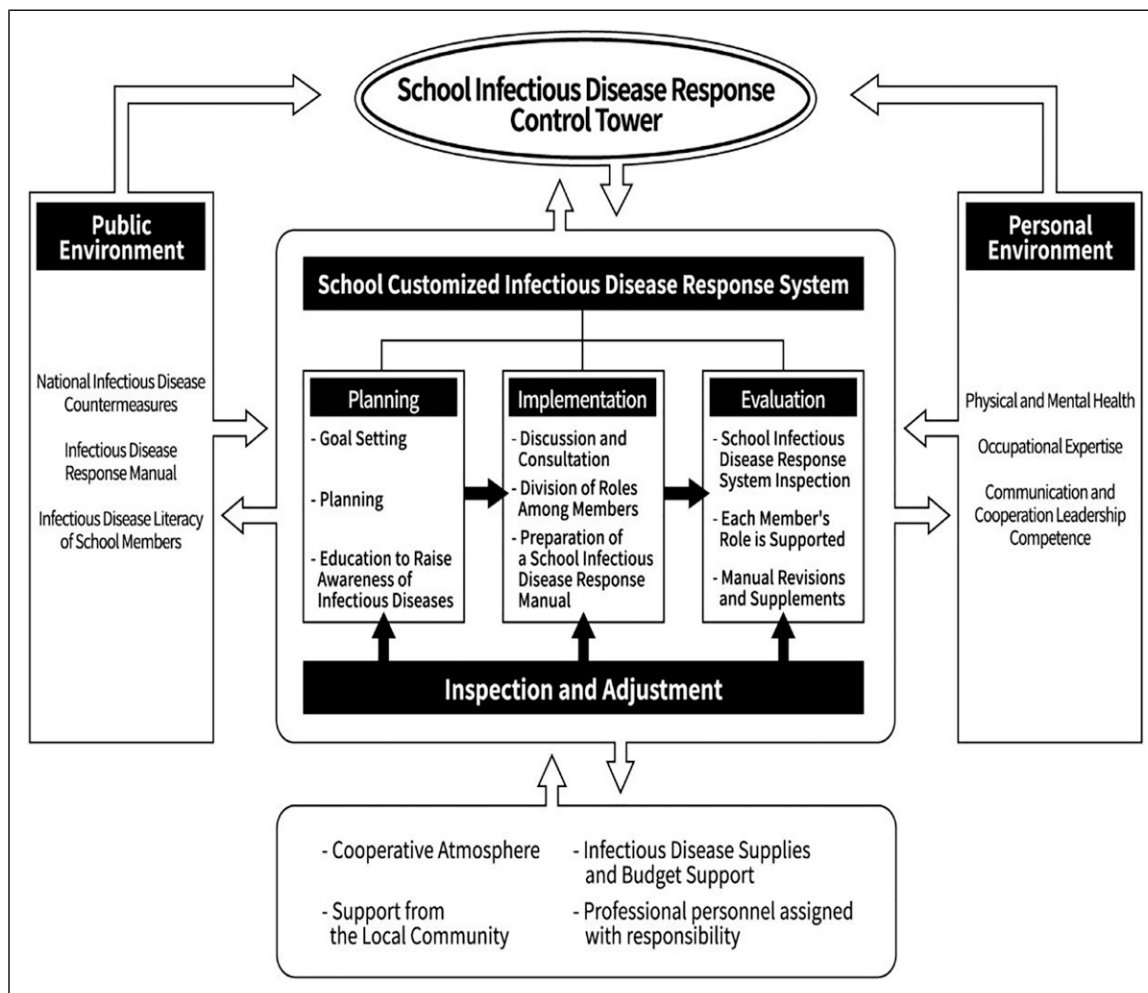 School Infectious Disease Response
Control Tower
Public
Environment
National Infectious Disease
Countermeasures
Infectious Disease
Response Manual
Infectious Disease Literacy
of School Members
School Customized Infectious Disease Response System
Planning
- Goal Setting
- Planning
- Education to Raise
Awareness of
Infectious Diseases
Implementation
- Discussion and
Consultation
- Division of Roles
Among Members
- Preparation of
a School Infectious
Disease Response
Manual
Evaluation
- School Infectious
Disease Response
System Inspection
- Each Member's
Role is Supported
- Manual Revisions
and Supplements
Inspection and Adjustment
Personal
Environment
Physical and Mental Health
Occupational Expertise
Communication and
Cooperation Leadership
Competence
- Cooperative Atmosphere
- Support from
the Local Community
- Infectious Disease Supplies
and Budget Support
- Professional personnel assigned
with responsibility